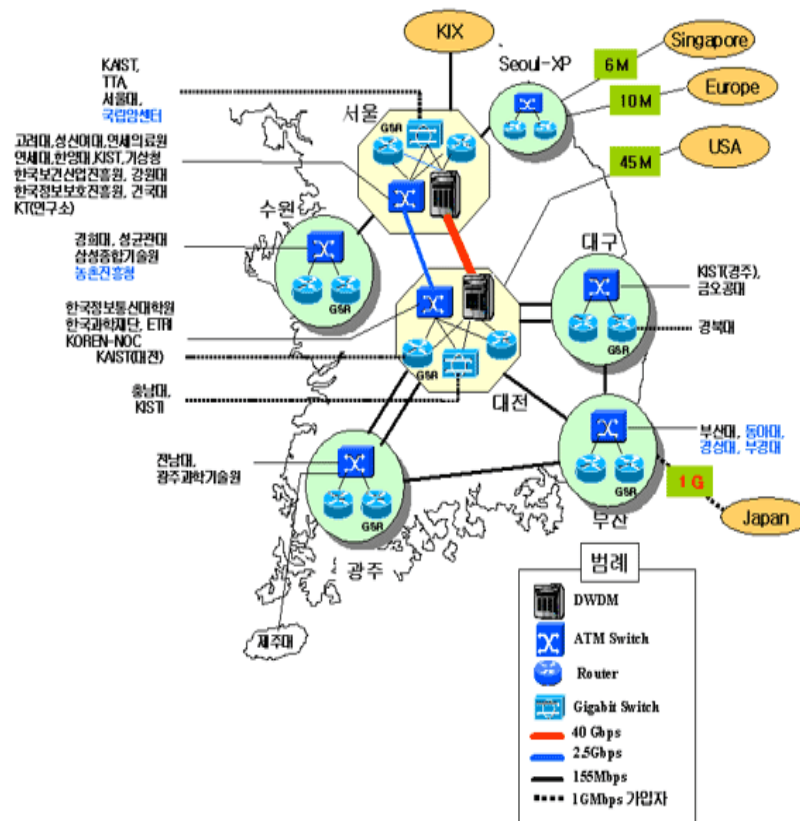 KIX
Singapore
Seoul-XP
6M
Europe
10M
USA
45M
KAIST,
TTA,
서울대,
국립암센터
서울
GSR
고려대,성신여대,연세의료원
연세대,한양대,KIST,기상청
한국보건산업진흥원, 강원대
한국정보보호진흥원, 건국대
KT(연구소)
수원
경희대, 성균관대
삼성종합기술원
농촌진흥청
GSR
대구
KIST(경주),
금오공대
경북대
GSR
한국정보통신대학원
한국과학재단, ETRI
KOREN-NOC
KAIST(대전)
GSR
대전
충남대,
KISTI
부산대, 동아대,
경상대, 부경대
GSR
부산
1G
Japan
전남대,
광주과학기술원
GSR
광주
제주대
범례
DWDM
ATM Switch
Router
Gigabit Switch
40 Gbps
2.5Gbps
155Mbps
1GMbps 가입자